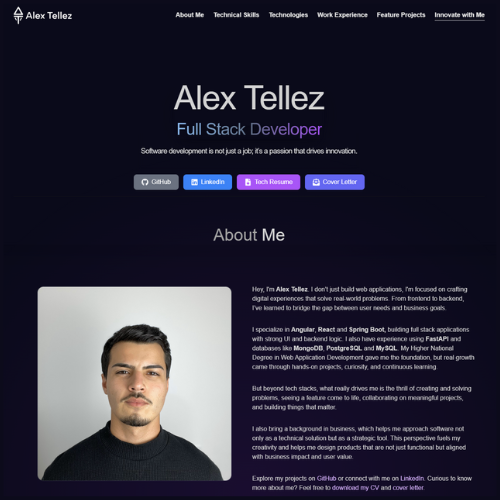 Alex Tellez
About Me Technical Skills Technologies Work Experience Feature Projects Innovate with Me
Alex Tellez
Full Stack Developer
Software development is not just a job; it's a passion that drives innovation.
GitHub LinkedIn Tech Resume Cover Letter
About Me
Hey, I'm Alex Tellez. I don't just build web applications, I'm focused on crafting
digital experiences that solve real-world problems. From frontend to backend,
I've learned to bridge the gap between user needs and business goals.
I specialize in Angular, React and Spring Boot, building full stack applications
with strong UI and backend logic. I also have experience using FastAPI and
databases like MongoDB, PostgreSQL and MySQL. My Higher National
Degree in Web Application Development gave me the foundation, but real growth
came through hands-on projects, curiosity, and continuous learning.
But beyond tech stacks, what really drives me is the thrill of creating and solving
problems, seeing a feature come to life, collaborating on meaningful projects,
and building things that matter.
I also bring a background in business, which helps me approach software not
only as a technical solution but as a strategic tool. This perspective fuels my
creativity and helps me design products that are not just functional but aligned
with business impact and user value.
Explore my projects on GitHub or connect with me on LinkedIn. Curious to know
more about me? Feel free to download my CV and cover letter.